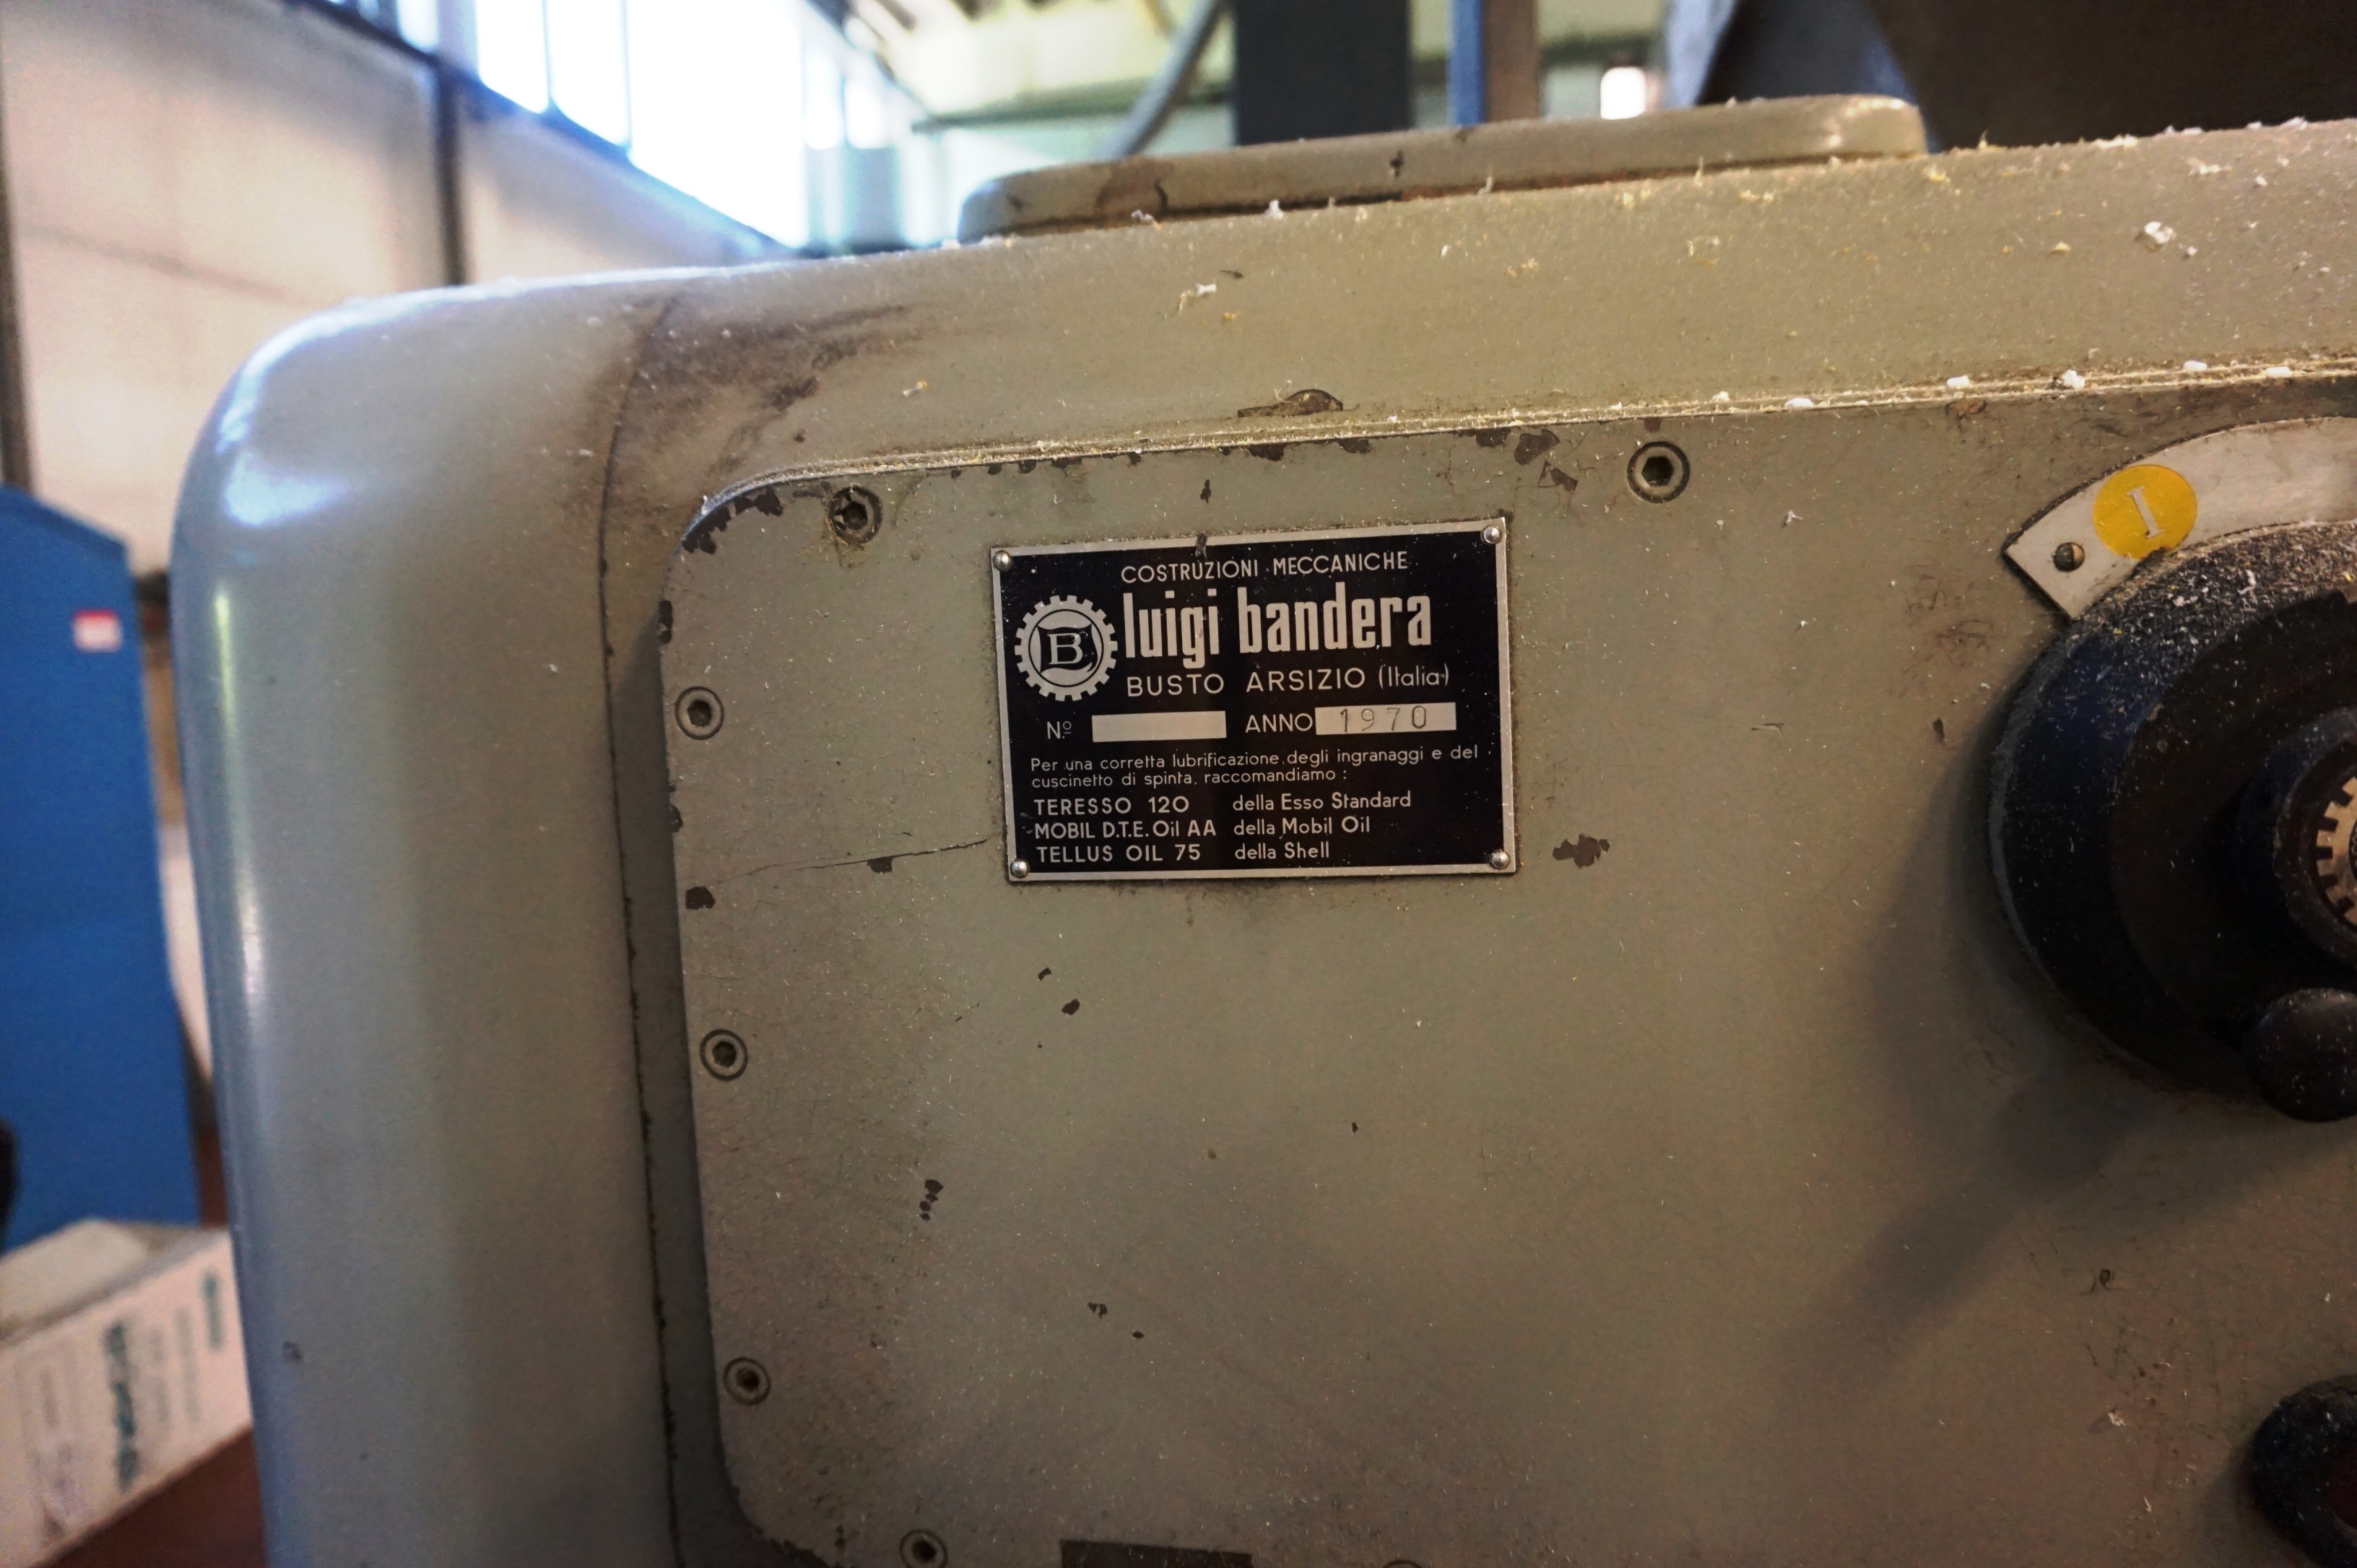 COSTRUZIONI MECCANICHE
B
luigi bandera
BUSTO ARSIZIO (Italia)
Nº ANNO 1970
Per una corretta lubrificazione degli ingranaggi e del
cuscinetto di spinta, raccomandiamo :
TERESSO 120 della Esso Standard
MOBIL D.T.E. Oil AA della Mobil Oil
TELLUS OIL 75 della Shell
I